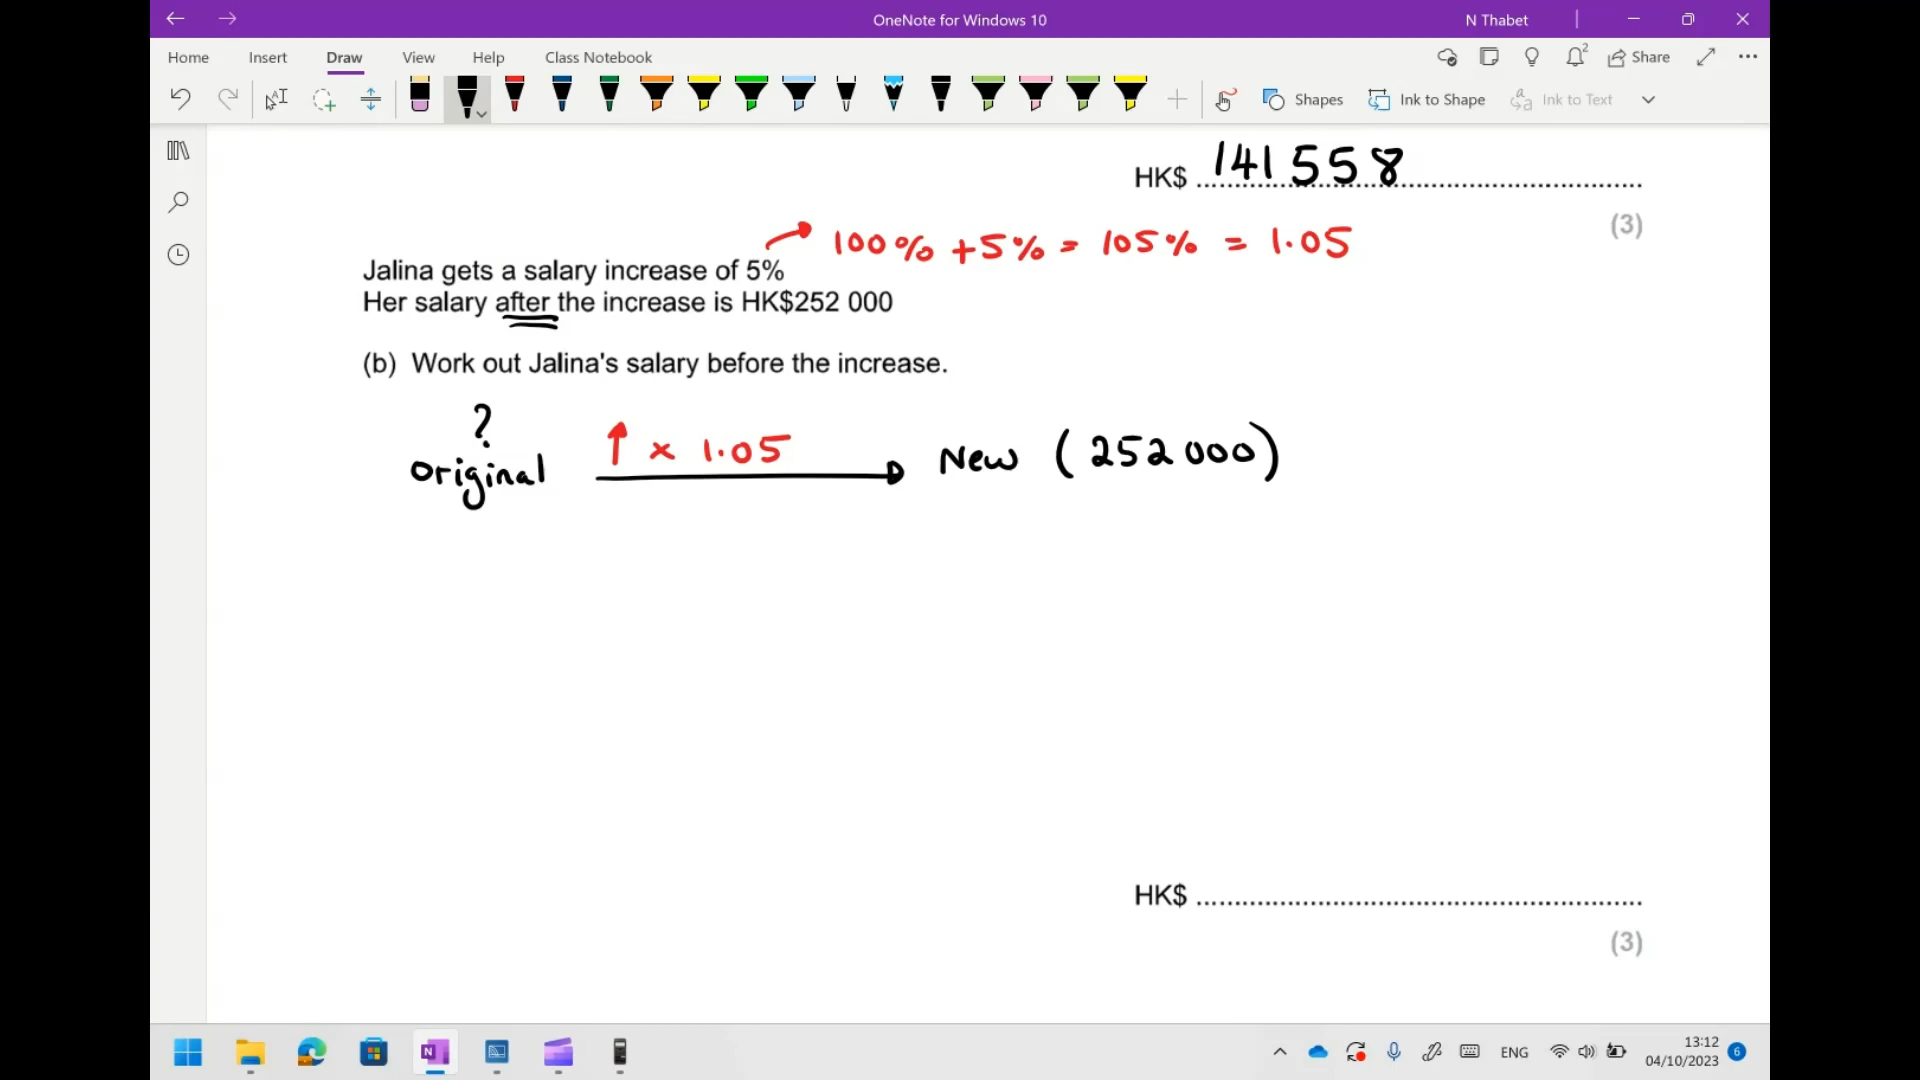 OneNote for Windows 10
N Thabet
Home Insert Draw View Help Class Notebook
2
Share
Shapes
Ink to Shape
Ink to Text
HK$ 141558
(3)
100% + 5% = 105% = 1.05
Jalina gets a salary increase of 5%
Her salary after the increase is HK$252 000
(b) Work out Jalina's salary before the increase.
?
original ↑ × 1.05 New (252000)
HK$
(3)
ENG
13:12
04/10/2023
6